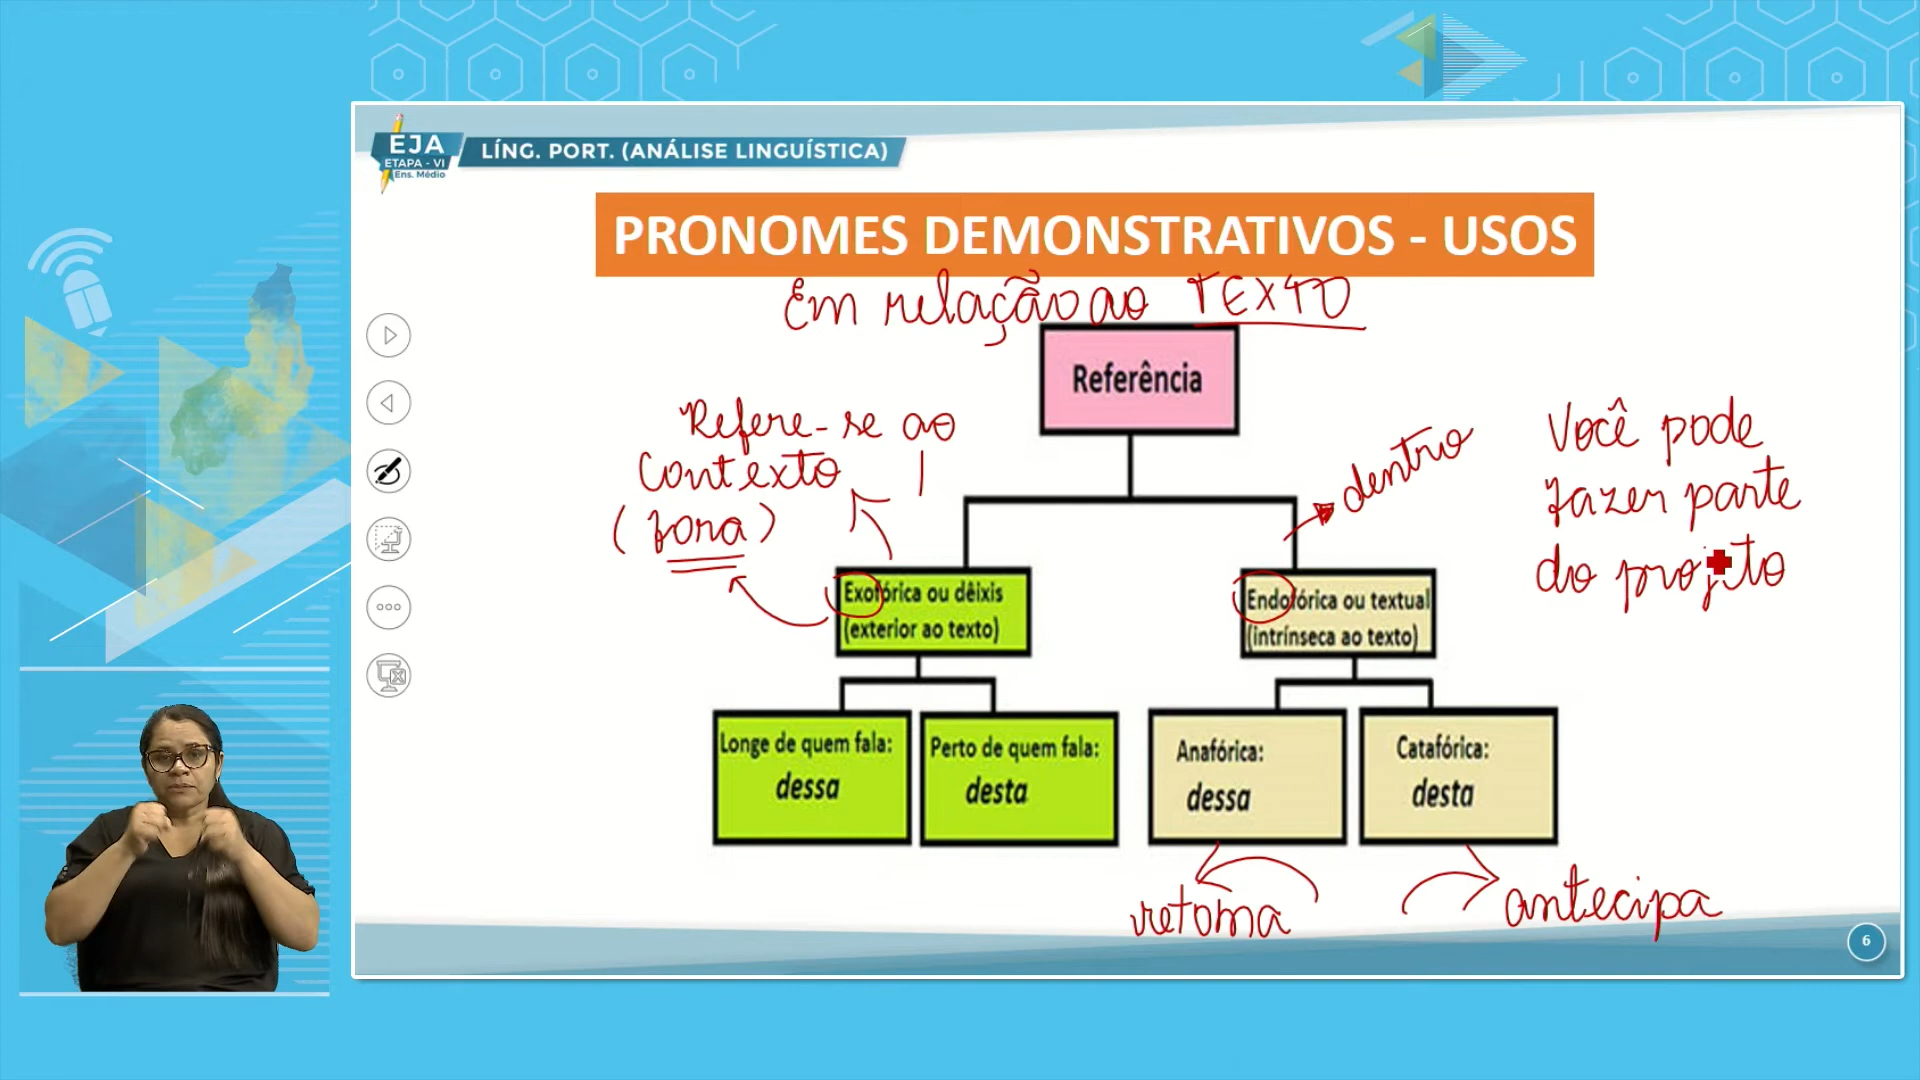 EJA
ETAPA - VI
Ens. Médio
LÍNG. PORT. (ANÁLISE LINGUÍSTICA)
PRONOMES DEMONSTRATIVOS - USOS
Em relação ao TEXTO
Referência
Refere-se ao
Contexto
(fora)
dentro
Você pode
fazer parte
do projto
Exofórica ou dêixis
(exterior ao texto)
Endofórica ou textual
(intrínseca ao texto)
Longe de quem fala:
dessa
Perto de quem fala:
desta
Anafórica:
dessa
Catafórica:
desta
retoma
antecipa
6